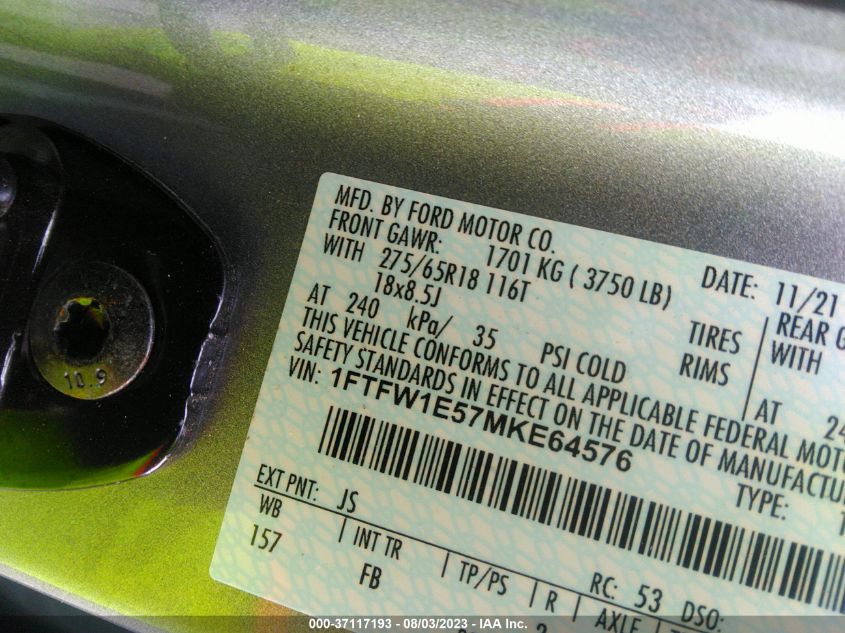 MFD. BY FORD MOTOR CO.
DATE: 11/21
FRONT GAWR: 1701 KG ( 3750 LB)
REAR G
WITH 275/65R18 116T TIRES
WITH
18x8.5J RIMS
AT 240 kPa/ 35 PSI COLD
AT 24
THIS VEHICLE CONFORMS TO ALL APPLICABLE FEDERAL MOTO
SAFETY STANDARDS IN EFFECT ON THE DATE OF MANUFACTU
VIN: 1FTFW1E57MKE64576
TYPE:
EXT PNT: JS
RC: 53 DSO:
WB INT TR TP/PS R AXLE
157 FB
10.9
000-37117193 - 08/03/2023 - IAA Inc.